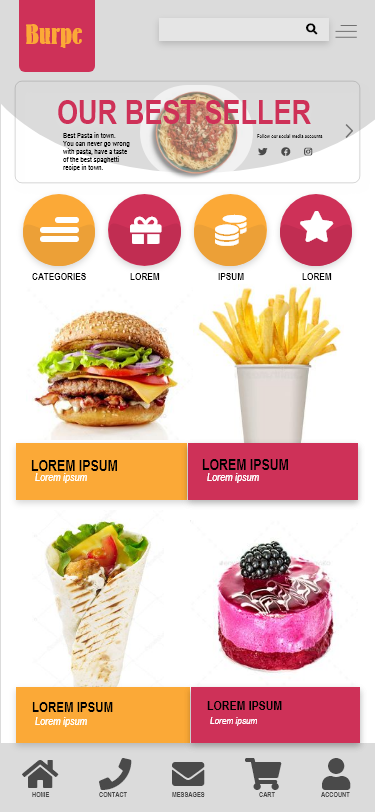 Burpe
OUR BEST SELLER
Best Pasta in town.
You can never go wrong
with pasta, have a taste
of the best spaghetti
resipe in town.
Follow our social media accounts
CATEGORIES
LOREM
IPSUM
LOREM
LOREM IPSUM
Lorem ipsum
LOREM IPSUM
Lorem ipsum
LOREM IPSUM
Lorem ipsum
LOREM IPSUM
Lorem ipsum
HOME
CONTACT
MESSAGES
CART
ACCOUNT